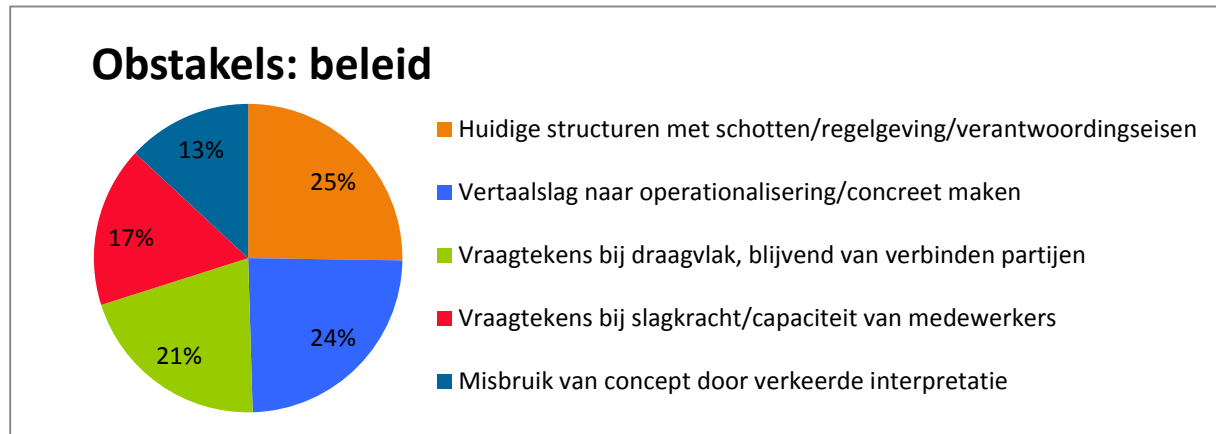 Obstakels: beleid
13%
25%
17%
21%
24%
Huidige structuren met schotten/regelgeving/verantwoordingseisen
Vertaalslag naar operationalisering/concreet maken
Vraagtekens bij draagvlak, blijvend van verbinden partijen
Vraagtekens bij slagkracht/capaciteit van medewerkers
Misbruik van concept door verkeerde interpretatie